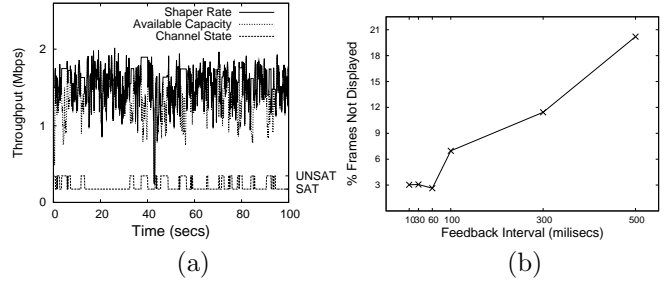 Shaper Rate
Available Capacity
Channel State
Throughput (Mbps)
2
1
0
UNSAT
SAT
0 20 40 60 80 100
Time (secs)
(a)
% Frames Not Displayed
21
18
15
12
9
6
3
10 30 60 100 300 500
Feedback Interval (milisecs)
(b)